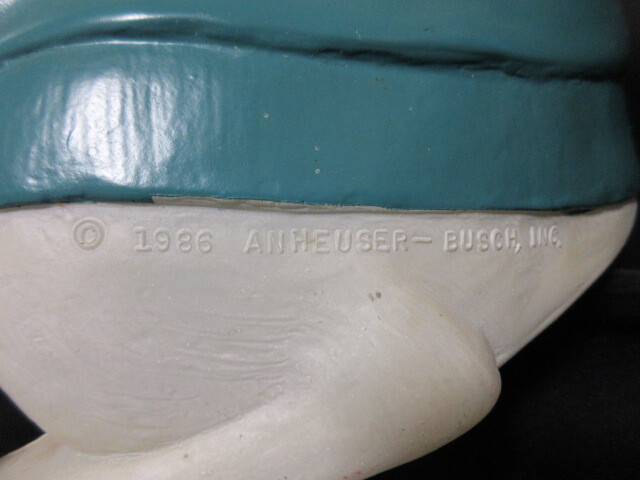 © 1986 ANHEUSER-BUSCH, INC.